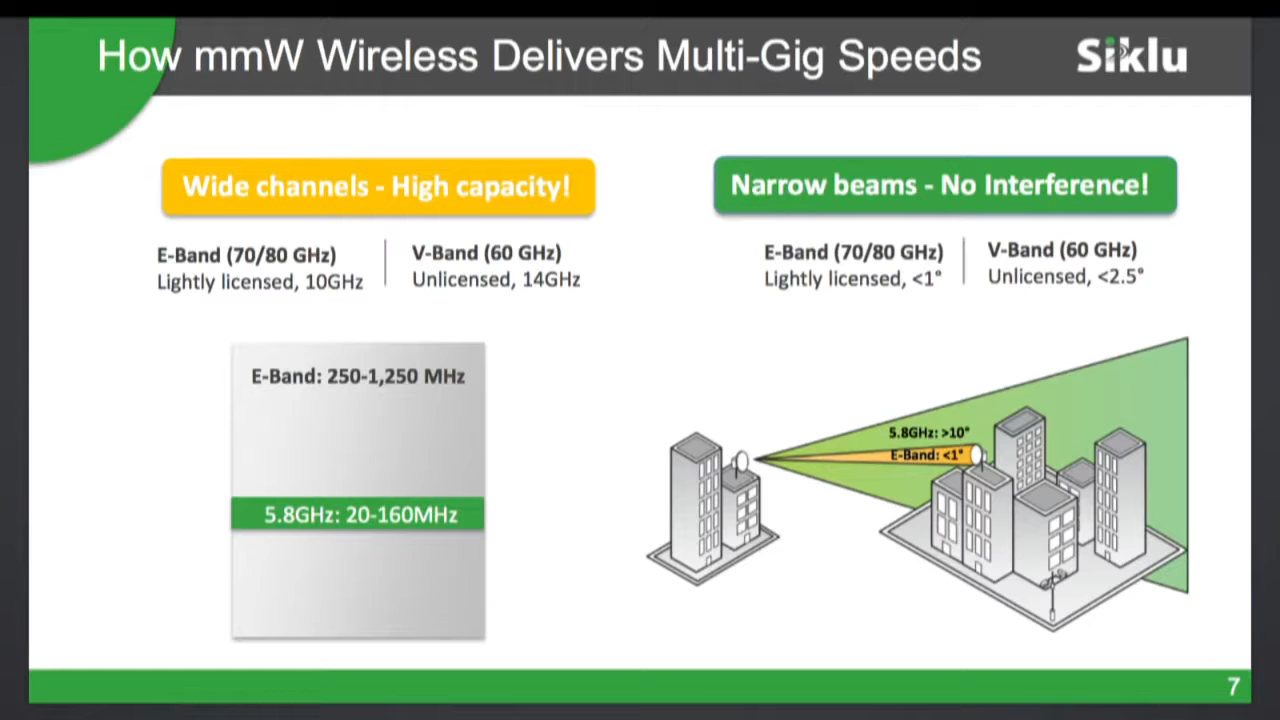 How mmW Wireless Delivers Multi-Gig Speeds
Siklu
Wide channels - High capacity!
E-Band (70/80 GHz)
Lightly licensed, 10GHz
V-Band (60 GHz)
Unlicensed, 14GHz
E-Band: 250-1,250 MHz
5.8GHz: 20-160MHz
Narrow beams - No Interference!
E-Band (70/80 GHz)
Lightly licensed, <1°
V-Band (60 GHz)
Unlicensed, <2.5°
5.8GHz: >10°
E-Band: <1°
7